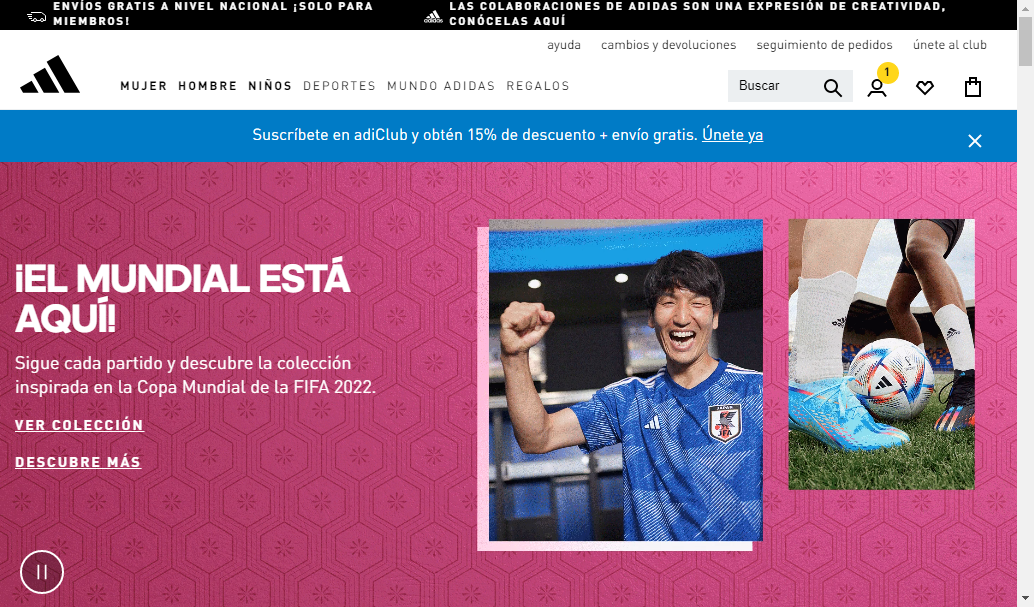 ENVÍOS GRATIS A NIVEL NACIONAL ¡SOLO PARA
MIEMBROS!
LAS COLABORACIONES DE ADIDAS SON UNA EXPRESIÓN DE CREATIVIDAD,
CONÓCELAS AQUÍ
ayuda cambios y devoluciones seguimiento de pedidos únete al club
1
MUJER HOMBRE NIÑOS DEPORTES MUNDO ADIDAS REGALOS Buscar
Suscríbete en adiClub y obtén 15% de descuento + envío gratis. Únete ya
¡EL MUNDIAL ESTÁ
AQUÍ!
Sigue cada partido y descubre la colección
inspirada en la Copa Mundial de la FIFA 2022.
VER COLECCIÓN
DESCUBRE MÁS
JAPAN
JFA